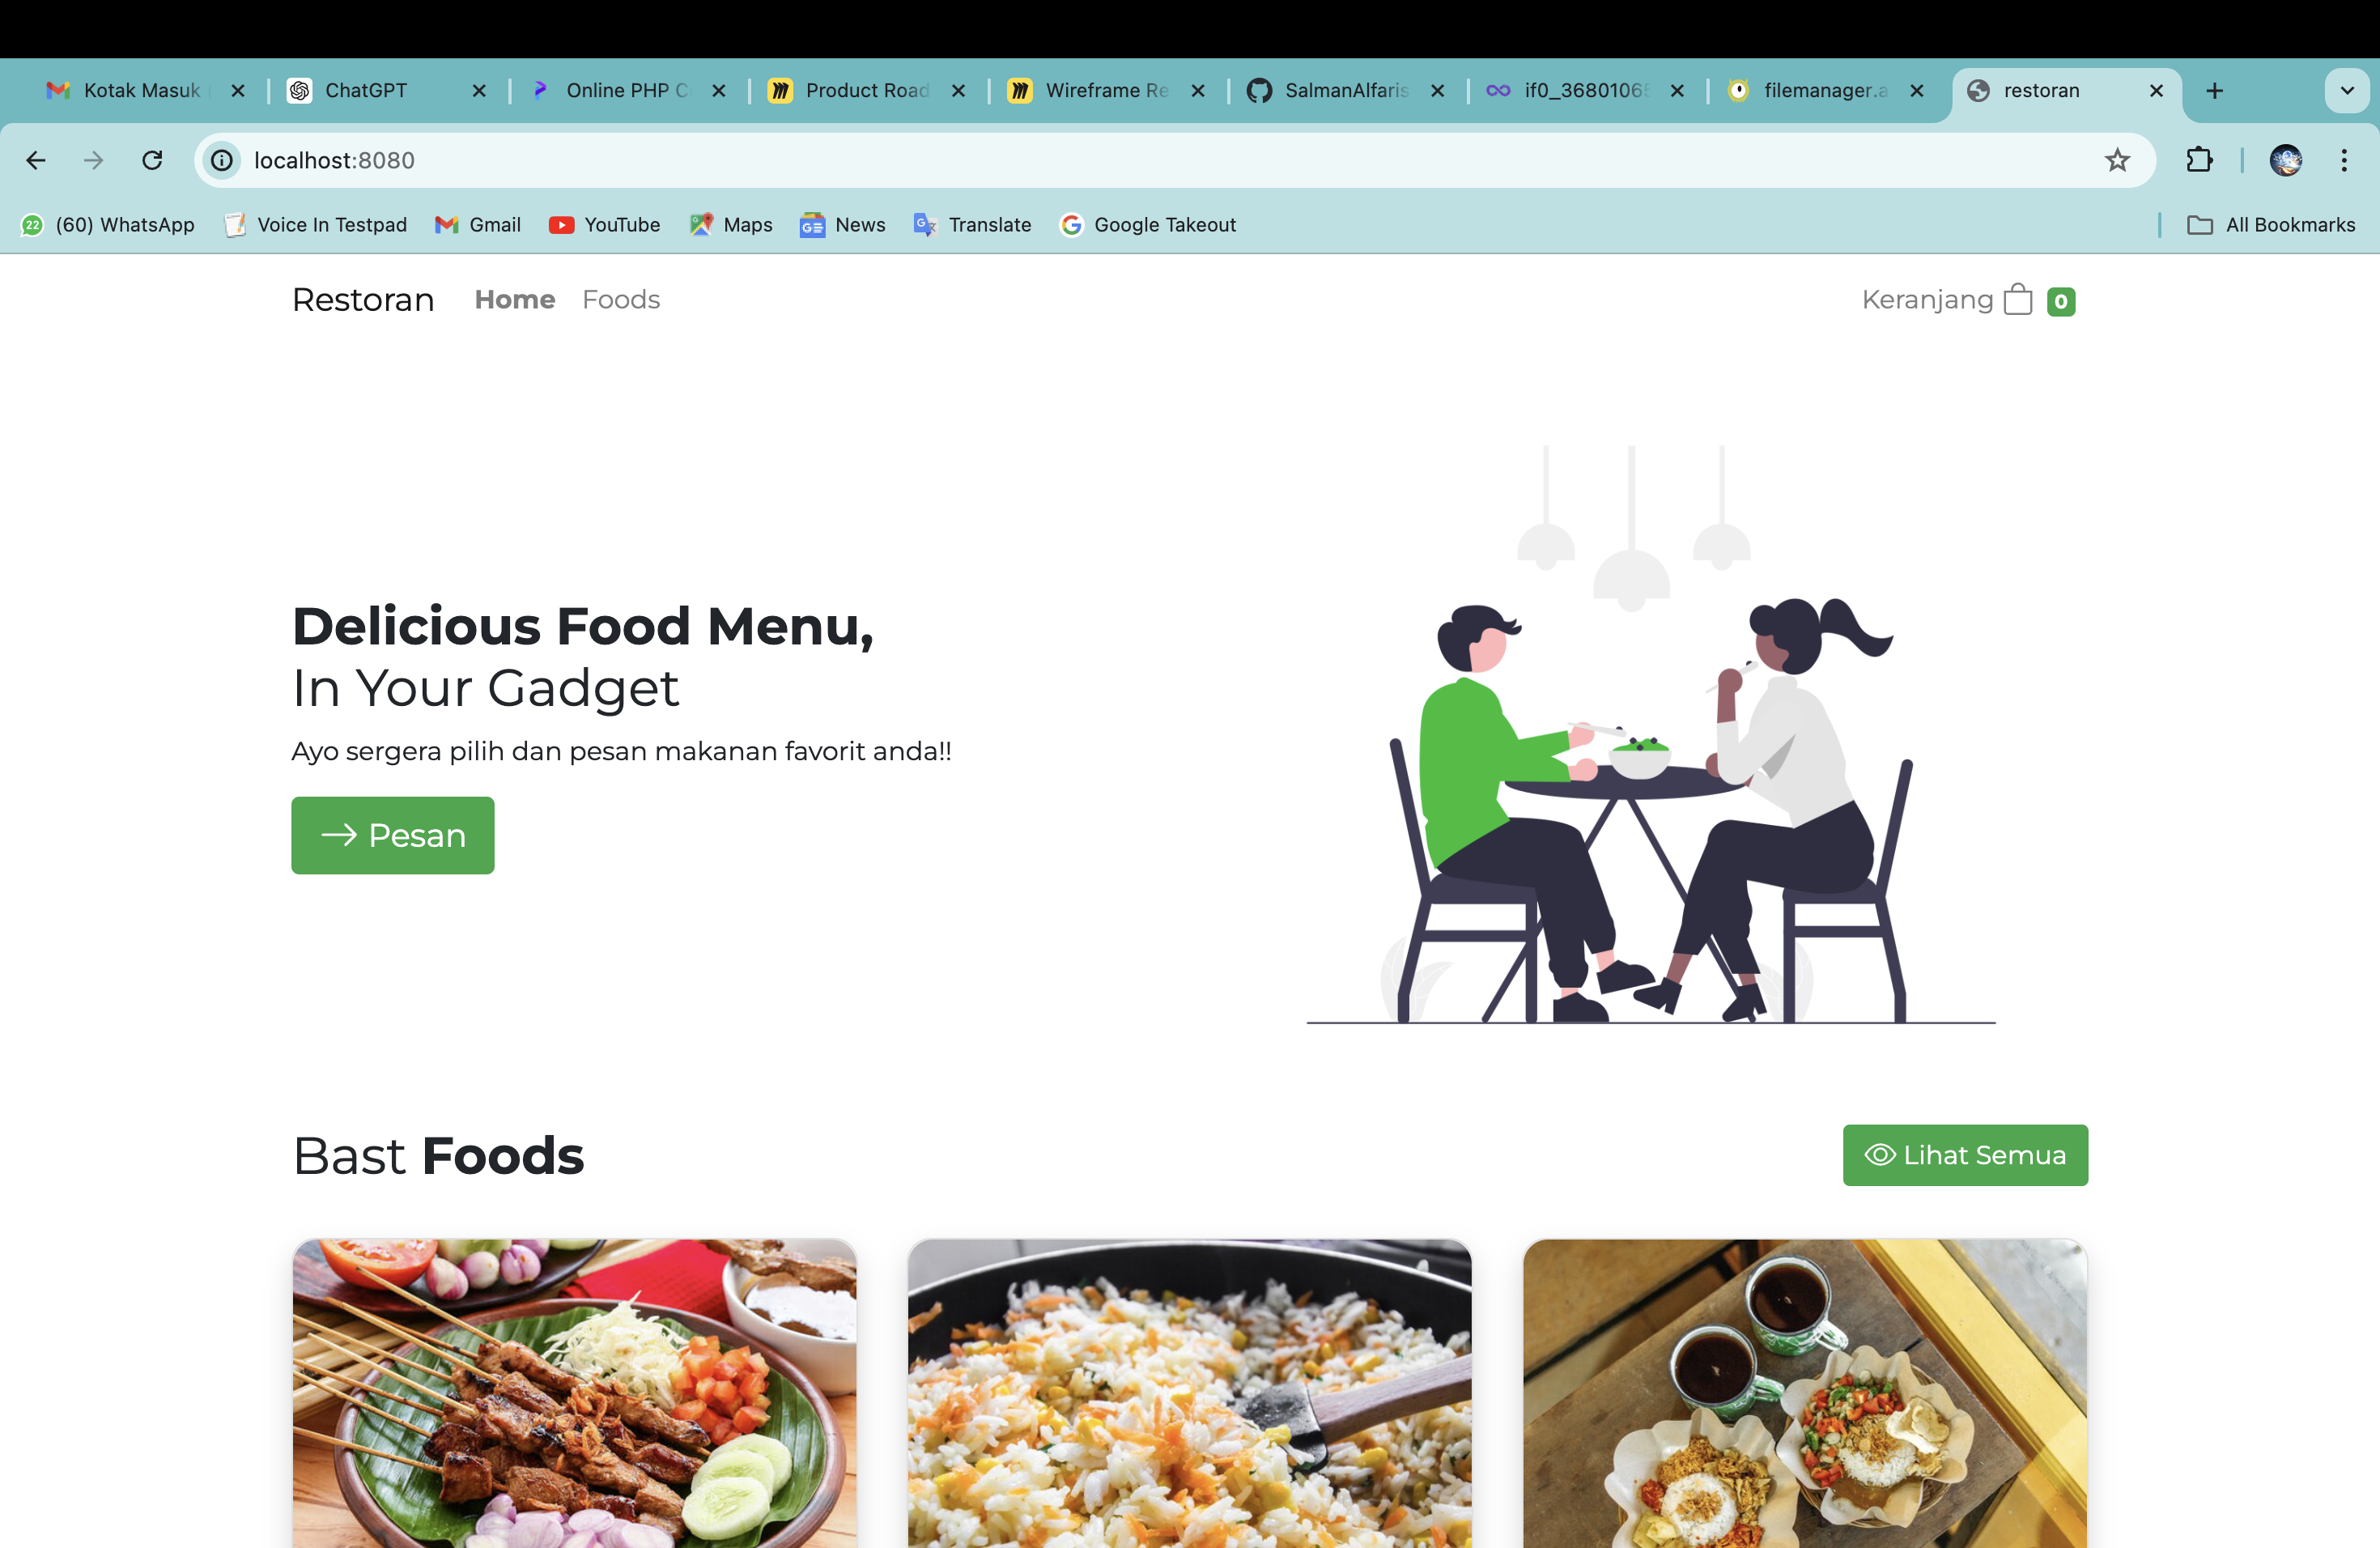 Kotak Masuk
ChatGPT
Online PHP C
Product Road
Wireframe Re
SalmanAlfaris
if0_36801065
filemanager.a
restoran
localhost:8080
22 (60) WhatsApp
Voice In Testpad
Gmail
YouTube
Maps
News
Translate
Google Takeout
All Bookmarks
Restoran
Home
Foods
Keranjang 0
Delicious Food Menu,
In Your Gadget
Ayo sergera pilih dan pesan makanan favorit anda!!
Pesan
Bast Foods
Lihat Semua